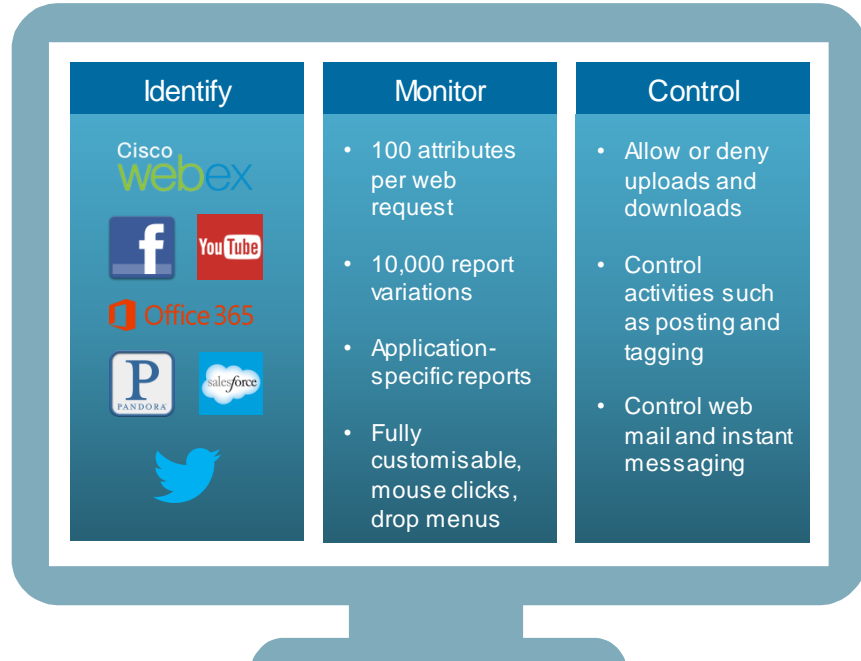 Identify
Cisco
webex
f
You Tube
Office 365
P
PANDORA
salesforce
Monitor
• 100 attributes
per web
request
• 10,000 report
variations
• Application-
specific reports
• Fully
customisable,
mouse clicks,
drop menus
Control
• Allow or deny
uploads and
downloads
• Control
activities such
as posting and
tagging
• Control web
mail and instant
messaging